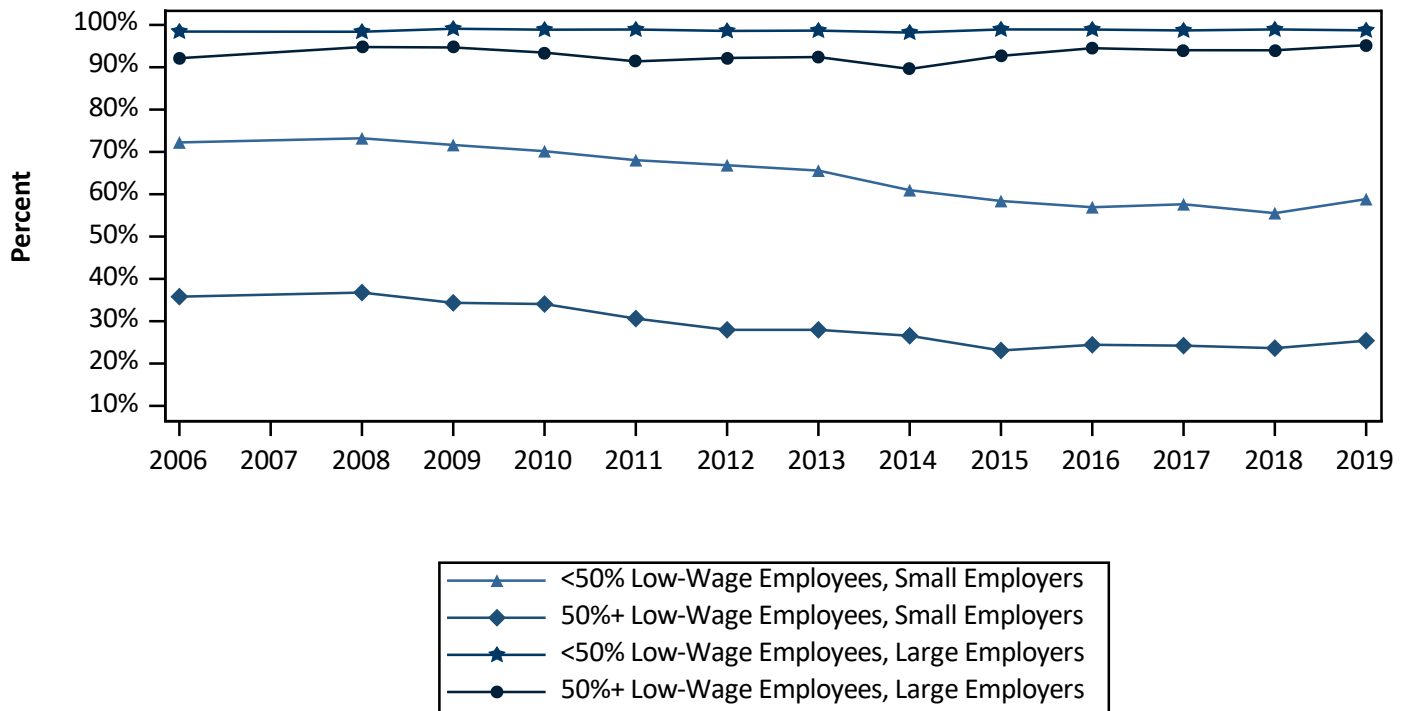 Percent
100%
90%
80%
70%
60%
50%
40%
30%
20%
10%
2006 2007 2008 2009 2010 2011 2012 2013 2014 2015 2016 2017 2018 2019
<50% Low-Wage Employees, Small Employers
50%+ Low-Wage Employees, Small Employers
<50% Low-Wage Employees, Large Employers
50%+ Low-Wage Employees, Large Employers